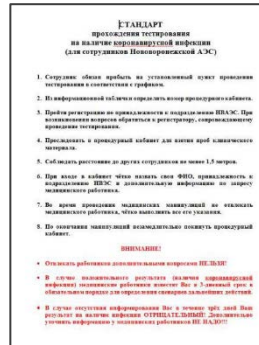 СТАНДАРТ
прохождения тестирования
на наличие коронавирусной инфекции
(для сотрудников Нововоронежской АЭС)
1. Сотрудник обязан прибыть на установленный пункт проведения
тестирования в соответствии с графиком.
2. Из информационной таблички определить номер процедурного кабинета.
3. Пройти регистрацию по принадлежности к подразделению НВАЭС. При
возникновении вопросов обратиться к регистратору, сопровождающему
проведение тестирования.
4. Проследовать в процедурный кабинет для взятия проб клинического
материала.
5. Соблюдать расстояние до других сотрудников не менее 1,5 метров.
6. При входе в кабинет чётко назвать свои ФИО, принадлежность к
подразделению НВАЭС и дополнительную информацию по запросу
медицинского работника.
7. Во время проведения медицинских манипуляций не отвлекать
медицинского работника, чётко выполнять все его указания.
8. По окончании манипуляций незамедлительно покинуть процедурный
кабинет.
ВНИМАНИЕ!
• Отвлекать работников дополнительными вопросами НЕЛЬЗЯ!
• В случае положительного результата (наличия коронавирусной
инфекции) медицинские работники известят Вас в 3-дневный срок в
обязательном порядке для определения сценария дальнейших действий.
• В случае отсутствия информирования Вас в течение трёх дней Ваш
результат на наличие инфекции ОТРИЦАТЕЛЬНЫЙ! Дополнительно
уточнять информацию у медицинских работников НЕ НАДО!!!